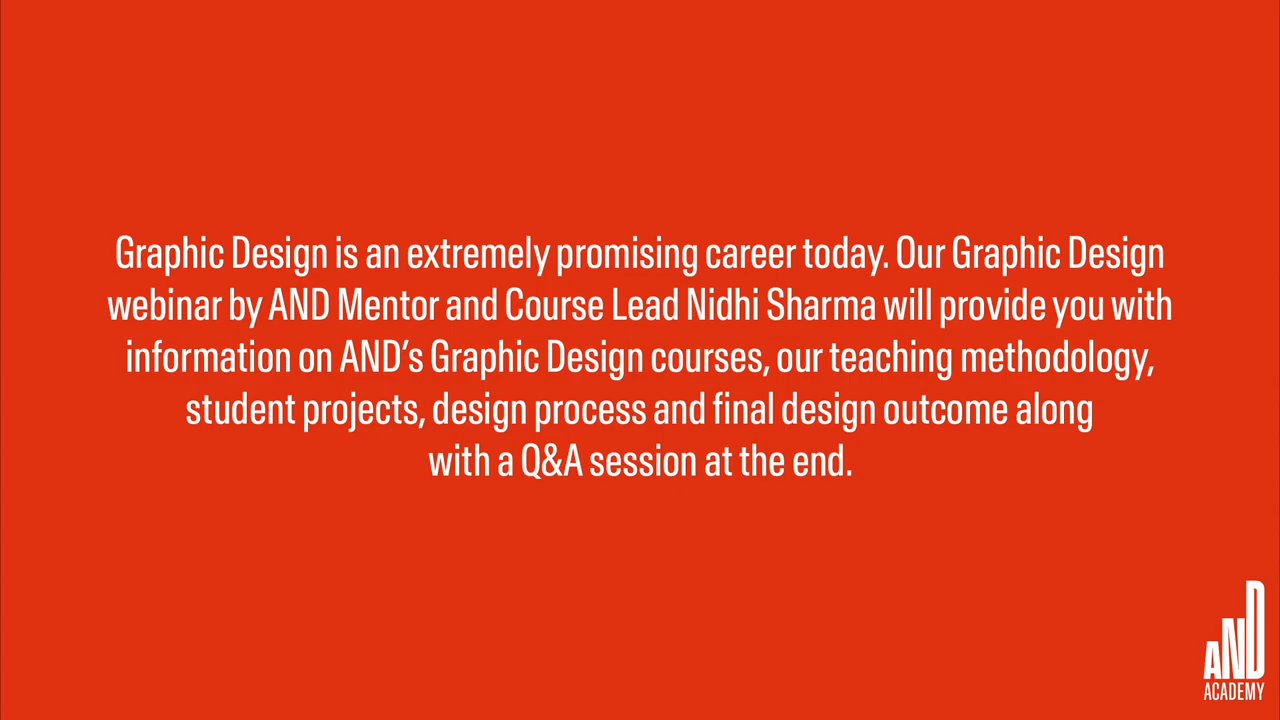 Graphic Design is an extremely promising career today. Our Graphic Design
webinar by AND Mentor and Course Lead Nidhi Sharma will provide you with
information on AND’s Graphic Design courses, our teaching methodology,
student projects, design process and final design outcome along
with a Q&A session at the end.
AND
ACADEMY